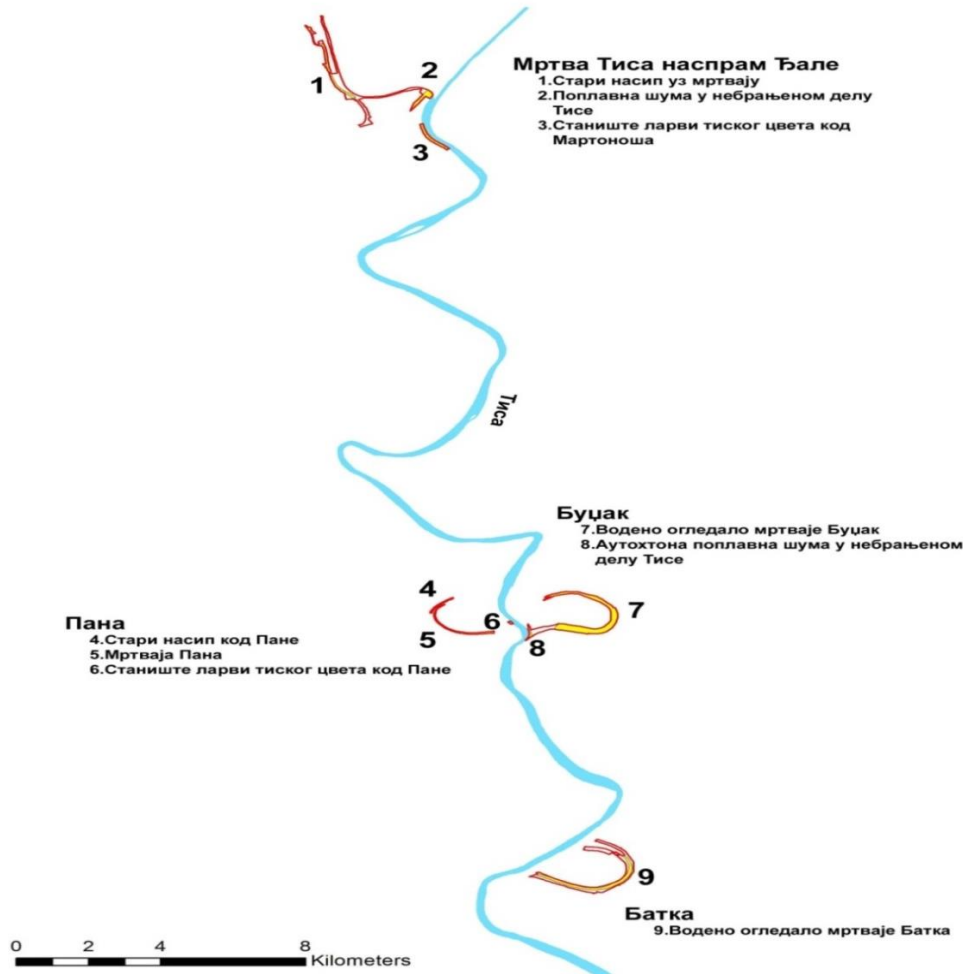 Мртва Тиса наспрам Ђале
1.Стари насип уз мртвају
2.Поплавна шума у небрањеном делу
Тисе
3.Станиште ларви тиског цвета код
Мартоноша
1
2
3
Тиса
Буџак
7.Водено огледало мртваје Буџак
8.Аутохтона поплавна шума у небрањеном
делу Тисе
4
5
6
7
8
Пана
4.Стари насип код Пане
5.Мртваја Пана
6.Станиште ларви тиског цвета код Пане
9
Батка
9.Водено огледало мртваје Батка
0 2 4 8
Kilometers